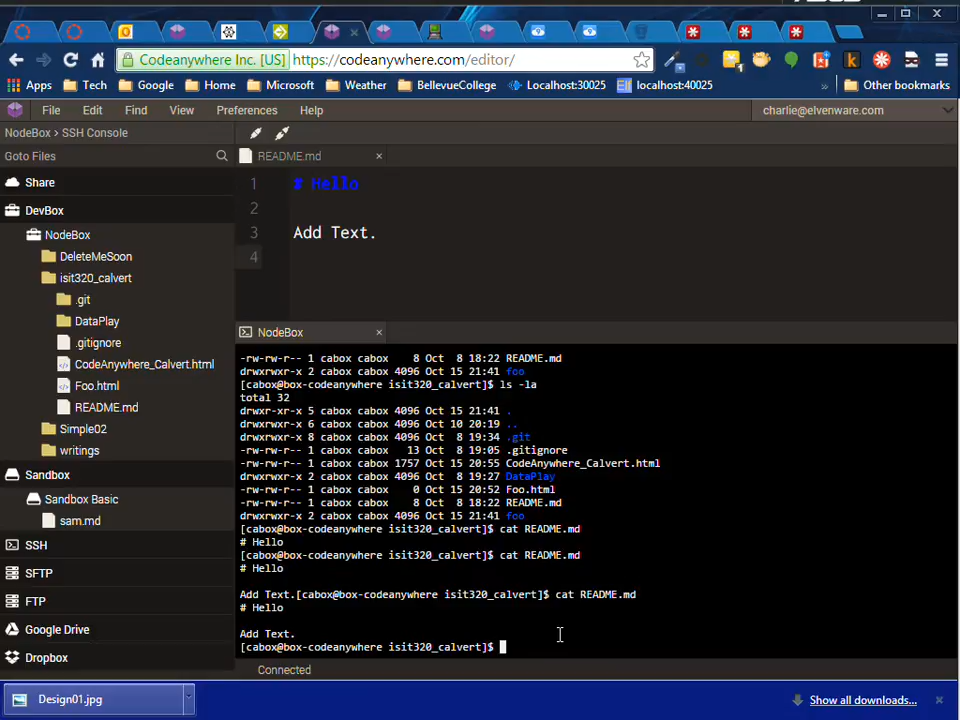 Codeanywhere Inc. [US] https://codeanywhere.com/editor/
Apps Tech Google Home Microsoft Weather BellevueCollege Localhost:30025 localhost:40025 » Other bookmarks
File Edit Find View Preferences Help charlie@elvenware.com
NodeBox > SSH Console
Goto Files
README.md ×
Share
DevBox
NodeBox
DeleteMeSoon
isit320_calvert
.git
DataPlay
.gitignore
CodeAnywhere_Calvert.html
Foo.html
README.md
Simple02
writings
Sandbox
Sandbox Basic
sam.md
SSH
SFTP
FTP
Google Drive
Dropbox
1 # Hello
2
3 Add Text.
4
NodeBox ×
-rw-rw-r-- 1 cabox cabox 8 Oct 8 18:22 README.md
drwxrwxr-x 2 cabox cabox 4096 Oct 15 21:41 foo
[cabox@box-codeanywhere isit320_calvert]$ ls -la
total 32
drwxr-xr-x 5 cabox cabox 4096 Oct 15 21:41 .
drwxrwxr-x 6 cabox cabox 4096 Oct 10 20:19 ..
drwxrwxr-x 8 cabox cabox 4096 Oct 8 19:34 .git
-rw-rw-r-- 1 cabox cabox 13 Oct 8 19:05 .gitignore
-rw-rw-r-- 1 cabox cabox 1757 Oct 15 20:55 CodeAnywhere_Calvert.html
drwxrwxr-x 2 cabox cabox 4096 Oct 8 19:27 DataPlay
-rw-rw-r-- 1 cabox cabox 0 Oct 15 20:52 Foo.html
-rw-rw-r-- 1 cabox cabox 8 Oct 8 18:22 README.md
drwxrwxr-x 2 cabox cabox 4096 Oct 15 21:41 foo
[cabox@box-codeanywhere isit320_calvert]$ cat README.md
# Hello
[cabox@box-codeanywhere isit320_calvert]$ cat README.md
# Hello
Add Text.[cabox@box-codeanywhere isit320_calvert]$ cat README.md
# Hello
Add Text.
[cabox@box-codeanywhere isit320_calvert]$
Connected
Design01.jpg
Show all downloads... ×